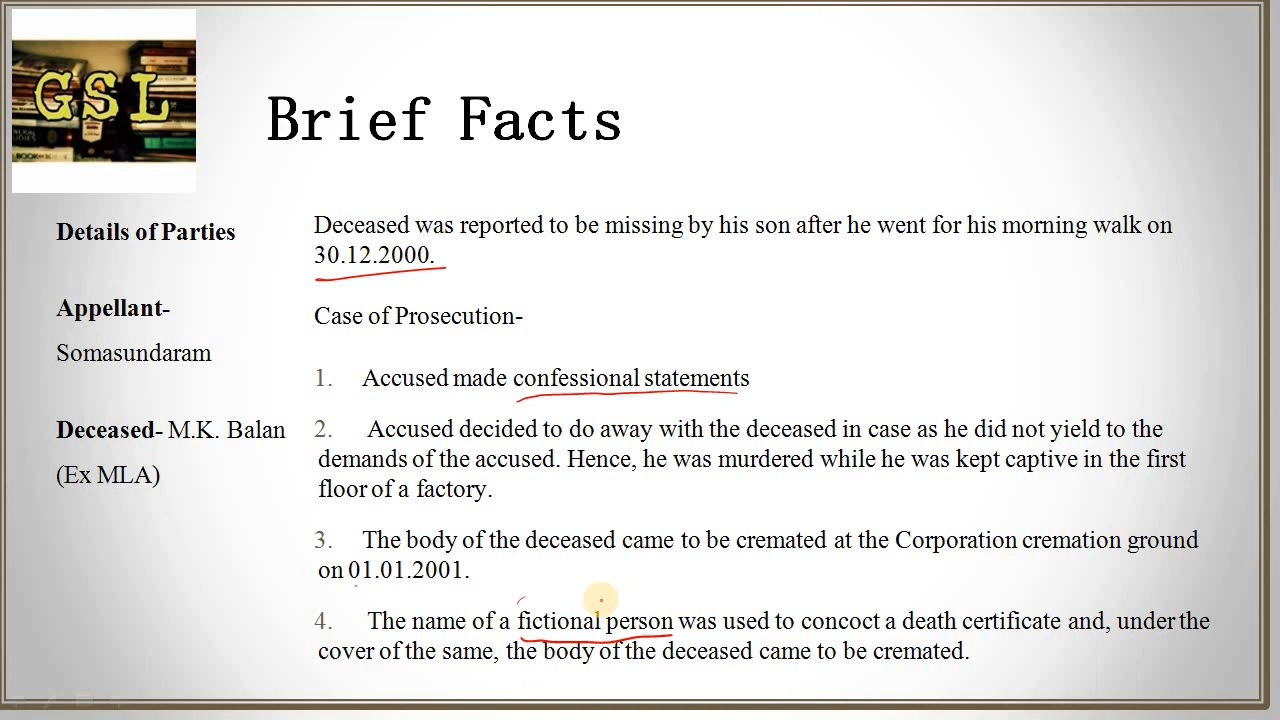 GSL
Brief Facts
Details of Parties
Appellant-
Somasundaram
Deceased- M.K. Balan
(Ex MLA)
Deceased was reported to be missing by his son after he went for his morning walk on
30.12.2000.
Case of Prosecution-
1. Accused made confessional statements
2. Accused decided to do away with the deceased in case as he did not yield to the
demands of the accused. Hence, he was murdered while he was kept captive in the first
floor of a factory.
3. The body of the deceased came to be cremated at the Corporation cremation ground
on 01.01.2001.
4. The name of a fictional person was used to concoct a death certificate and, under the
cover of the same, the body of the deceased came to be cremated.